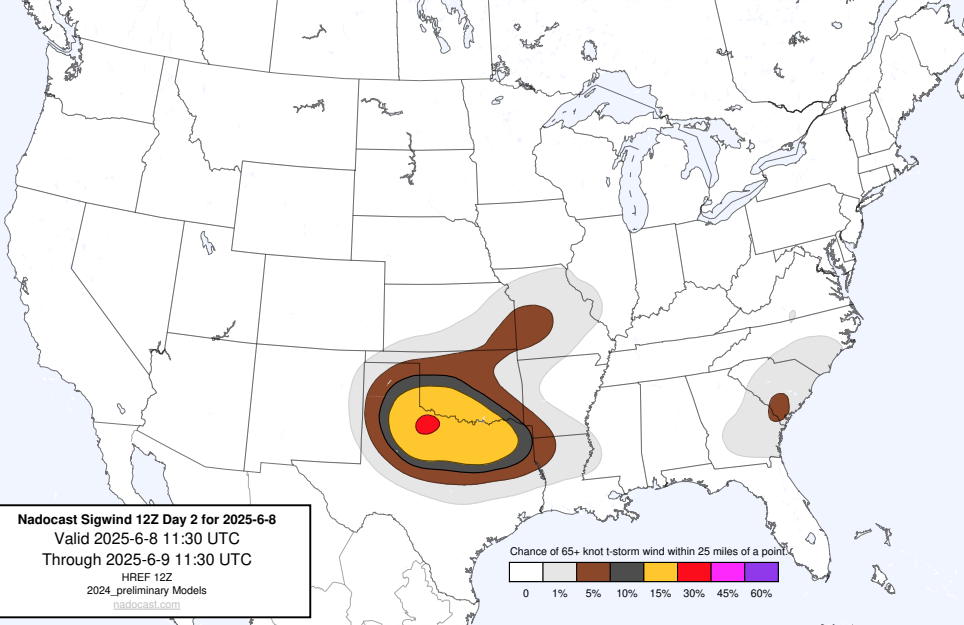 Nadocast Sigwind 12Z Day 2 for 2025-6-8
Valid 2025-6-8 11:30 UTC
Through 2025-6-9 11:30 UTC
HREF 12Z
2024_preliminary Models
nadocast.com
Chance of 65+ knot t-storm wind within 25 miles of a point.
0 1% 5% 10% 15% 30% 45% 60%